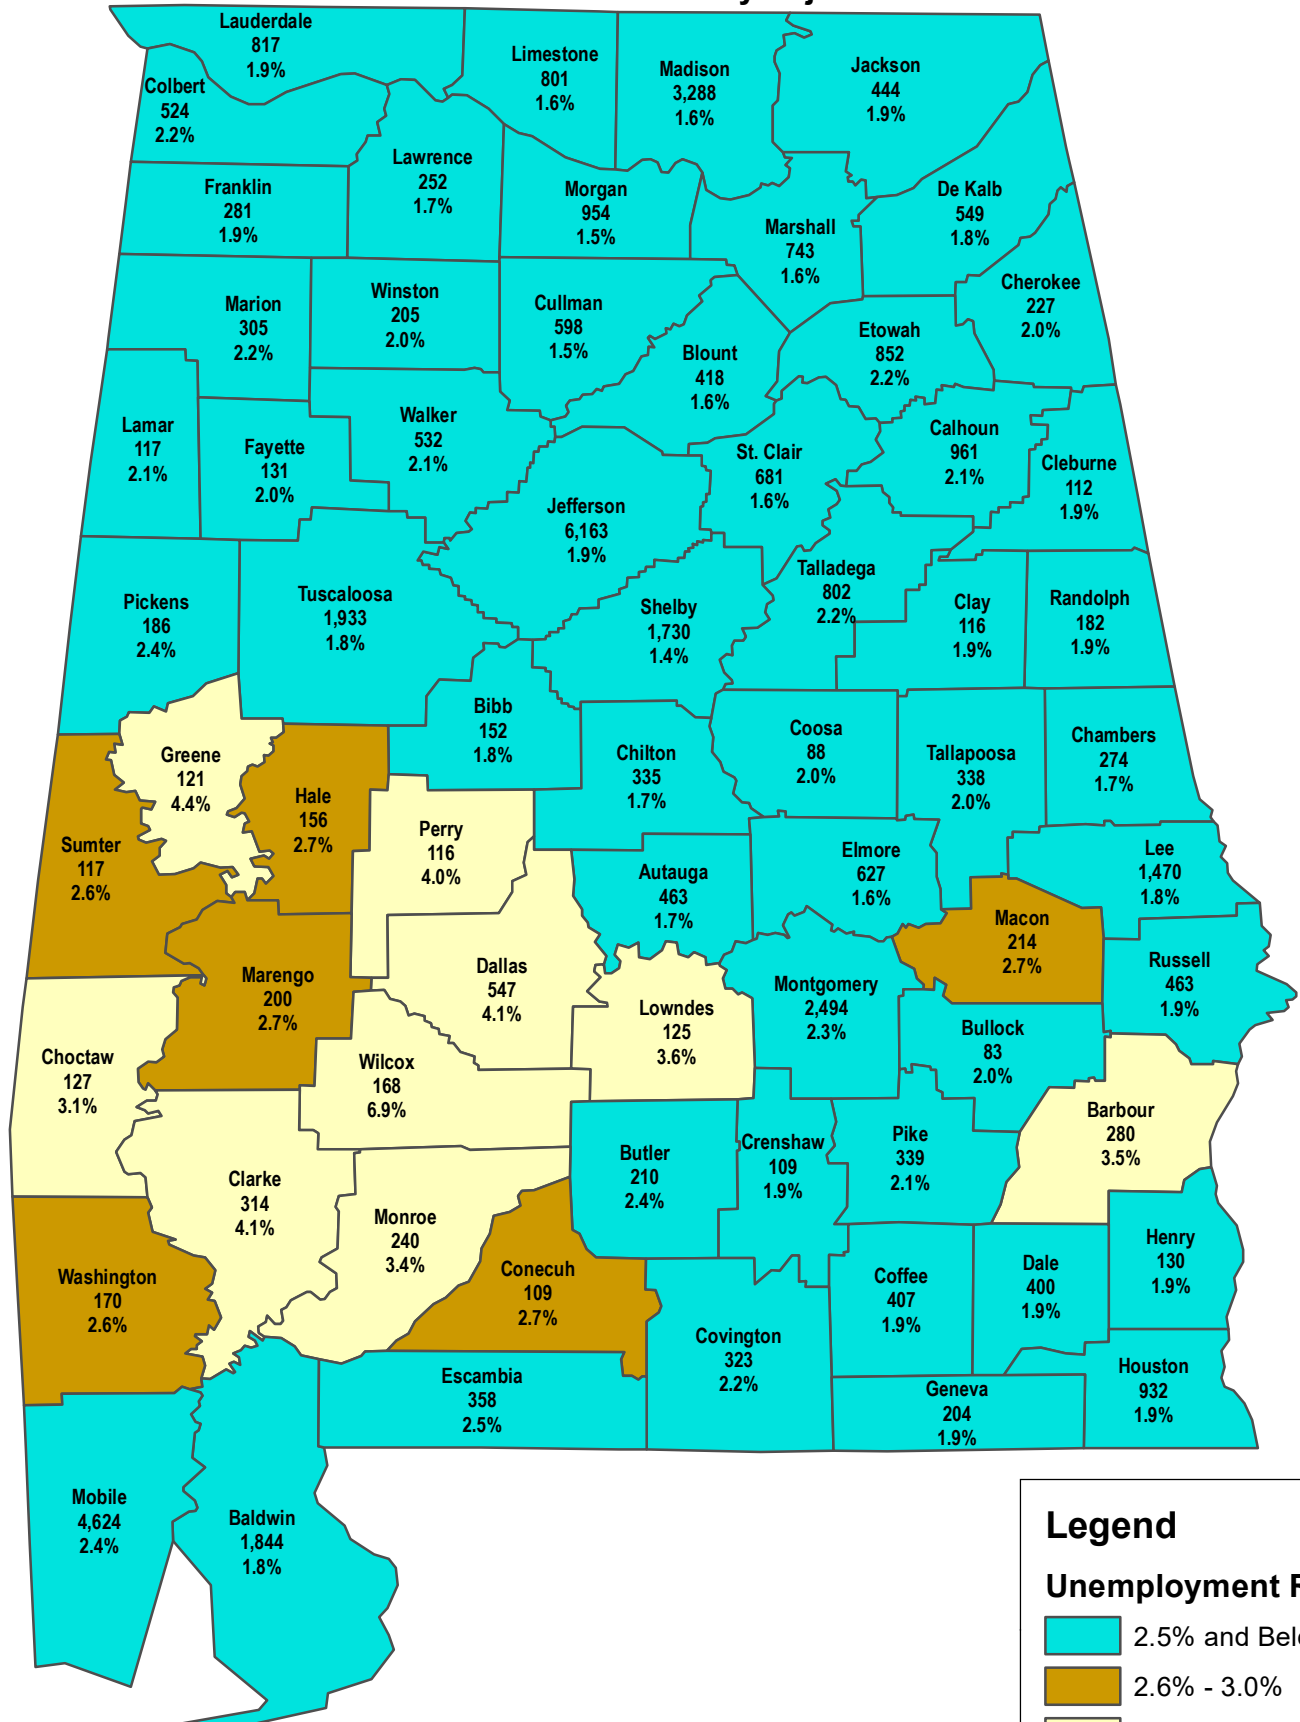 Lauderdale
817
1.9%
Limestone
801
1.6%
Madison
3,288
1.6%
Jackson
444
1.9%
Colbert
524
2.2%
Lawrence
252
1.7%
Franklin
281
1.9%
Morgan
954
1.5%
De Kalb
549
1.8%
Marshall
743
1.6%
Cherokee
227
2.0%
Marion
305
2.2%
Winston
205
2.0%
Cullman
598
1.5%
Etowah
852
2.2%
Blount
418
1.6%
Lamar
117
2.1%
Fayette
131
2.0%
Walker
532
2.1%
St. Clair
681
1.6%
Calhoun
961
2.1%
Cleburne
112
1.9%
Jefferson
6,163
1.9%
Talladega
802
2.2%
Pickens
186
2.4%
Tuscaloosa
1,933
1.8%
Shelby
1,730
1.4%
Clay
116
1.9%
Randolph
182
1.9%
Bibb
152
1.8%
Greene
121
4.4%
Chilton
335
1.7%
Coosa
88
2.0%
Tallapoosa
338
2.0%
Chambers
274
1.7%
Hale
156
2.7%
Sumter
117
2.6%
Perry
116
4.0%
Autauga
463
1.7%
Elmore
627
1.6%
Lee
1,470
1.8%
Macon
214
2.7%
Marengo
200
2.7%
Dallas
547
4.1%
Lowndes
125
3.6%
Montgomery
2,494
2.3%
Russell
463
1.9%
Bullock
83
2.0%
Choctaw
127
3.1%
Wilcox
168
6.9%
Barbour
280
3.5%
Butler
210
2.4%
Crenshaw
109
1.9%
Pike
339
2.1%
Clarke
314
4.1%
Monroe
240
3.4%
Henry
130
1.9%
Washington
170
2.6%
Conecuh
109
2.7%
Coffee
407
1.9%
Dale
400
1.9%
Covington
323
2.2%
Escambia
358
2.5%
Geneva
204
1.9%
Houston
932
1.9%
Mobile
4,624
2.4%
Baldwin
1,844
1.8%
Legend
Unemployment
2.5% and
2.6% - 3.0%